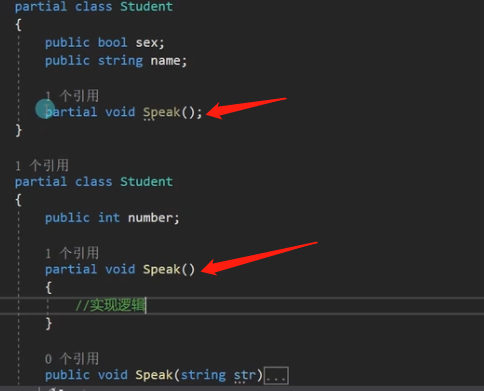 partial class Student
{
public bool sex;
public string name;
1 个引用
partial void Speak();
}
1 个引用
partial class Student
{
public int number;
1 个引用
partial void Speak()
{
//实现逻辑
}
0 个引用
public void Speak(string str)...